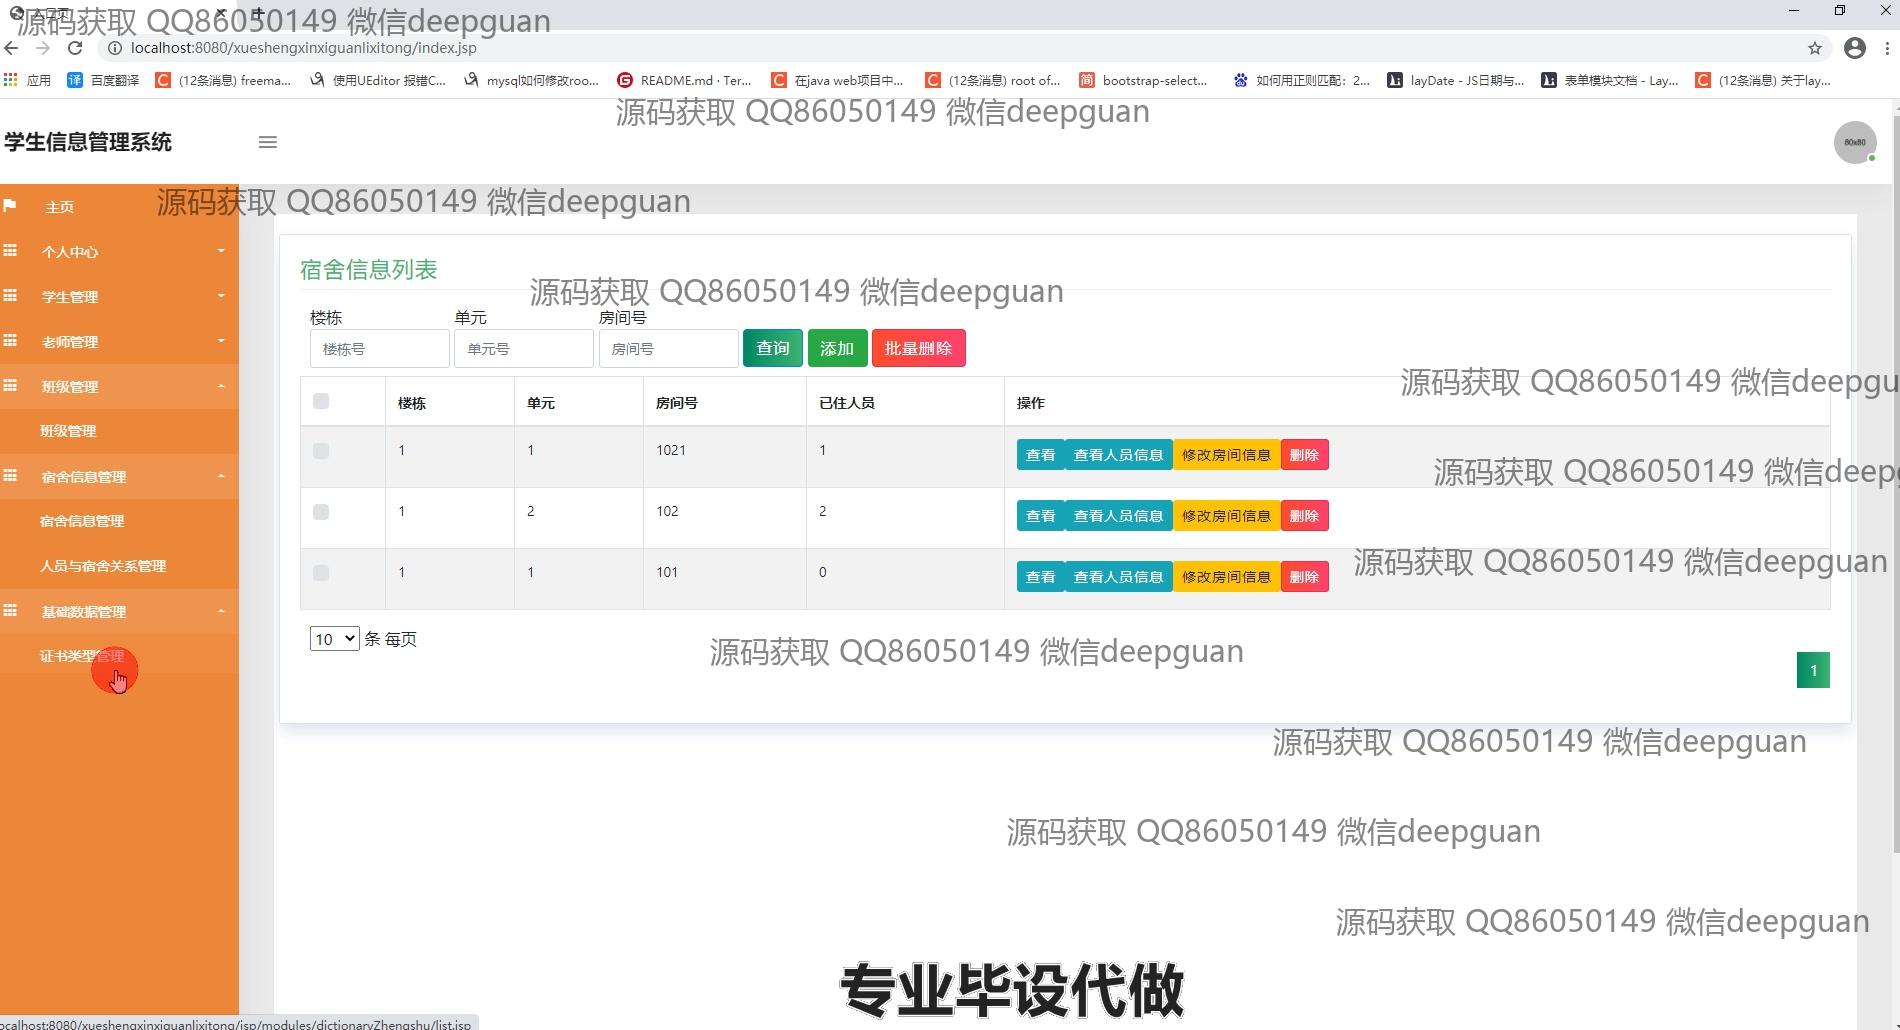 源码获取 QQ86050149 微信deepguan
localhost:8080/xueshengxinxiguanlixitong/index.jsp
应用 百度翻译 (12条消息) freema... 使用UEditor 报错C... mysql如何修改roo... README.md · Ter... 在java web项目中... (12条消息) root of... bootstrap-select... 如何用正则匹配：2... layDate - JS日期与... 表单模块文档 - Lay... (12条消息) 关于lay...
源码获取 QQ86050149 微信deepguan
学生信息管理系统
80x80
主页
源码获取 QQ86050149 微信deepguan
个人中心
学生管理
老师管理
班级管理
班级管理
宿舍信息管理
宿舍信息管理
人员与宿舍关系管理
基础数据管理
证书类型管理
宿舍信息列表
源码获取 QQ86050149 微信deepguan
楼栋 单元 房间号
楼栋号 单元号 房间号 查询 添加 批量删除
源码获取 QQ86050149 微信deepgu
楼栋 单元 房间号 已住人员 操作
1 1 1021 1 查看 查看人员信息 修改房间信息 删除
源码获取 QQ86050149 微信deepg
1 2 102 2 查看 查看人员信息 修改房间信息 删除
源码获取 QQ86050149 微信deepguan
1 1 101 0 查看 查看人员信息 修改房间信息 删除
10 条 每页
源码获取 QQ86050149 微信deepguan
1
源码获取 QQ86050149 微信deepguan
源码获取 QQ86050149 微信deepguan
源码获取 QQ86050149 微信deepguan
专业毕设代做
ocalhost:8080/xueshengxinxiguanlixitong/jsp/modules/dictionaryZhengshu/list.jsp